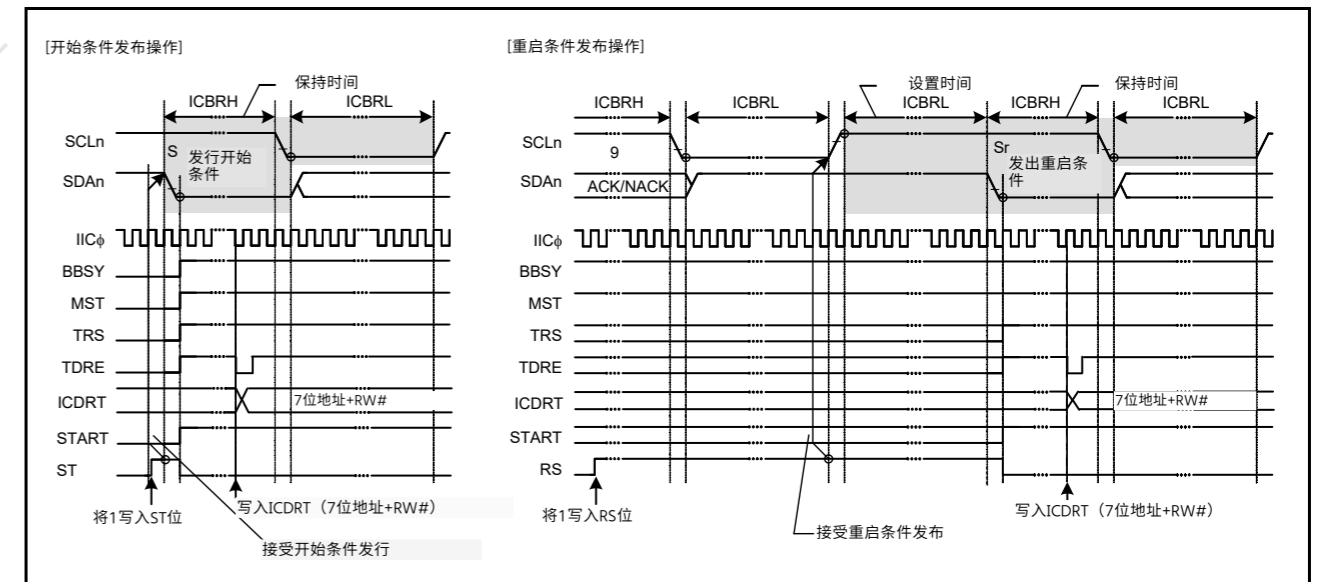 [开始条件发布操作]
[重启条件发布操作]
保持时间
设置时间
保持时间
ICBRH
ICBRL
ICBRH
ICBRL
ICBRL
ICBRH
ICBRL
SCLn
S
发行开始
条件
SDAn
SCLn
9
Sr
发出重启条
件
SDAn
ACK/NACK
IICϕ
IICϕ
BBSY
BBSY
MST
MST
TRS
TRS
TDRE
TDRE
ICDRT
7位地址+RW#
ICDRT
7位地址+RW#
START
START
ST
RS
将1写入ST位
写入ICDRT（7位地址+RW#）
接受开始条件发行
将1写入RS位
接受重启条件发布
写入ICDRT（7位地址+RW#）